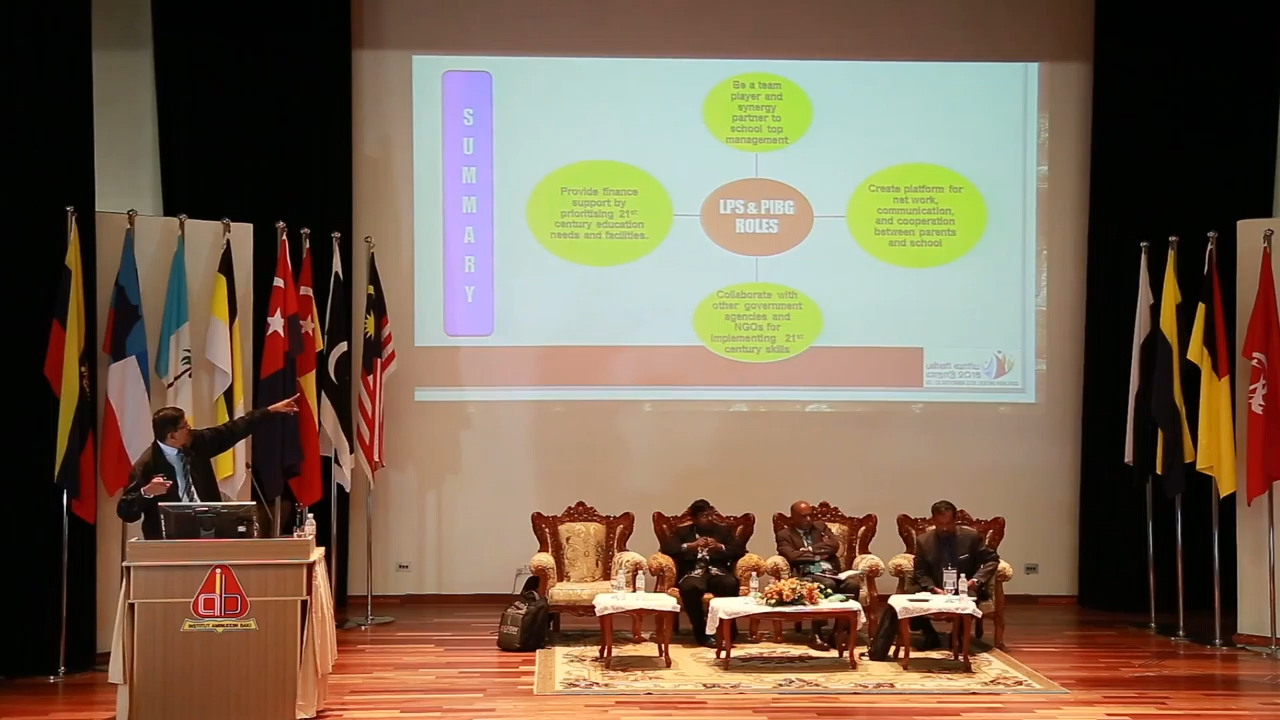 SUMMARY
Be a team
player and
synergy
partner to
school top
management
Provide finance
support by
prioritising 21st
century education
needs and facilities.
LPS & PIBG
ROLES
Create platform for
net work,
communication,
and cooperation
between parents
and school
Collaborate with
other government
agencies and
NGOs for
implementing 21st
century skills
INSTITUT AMINUDDIN BAKI